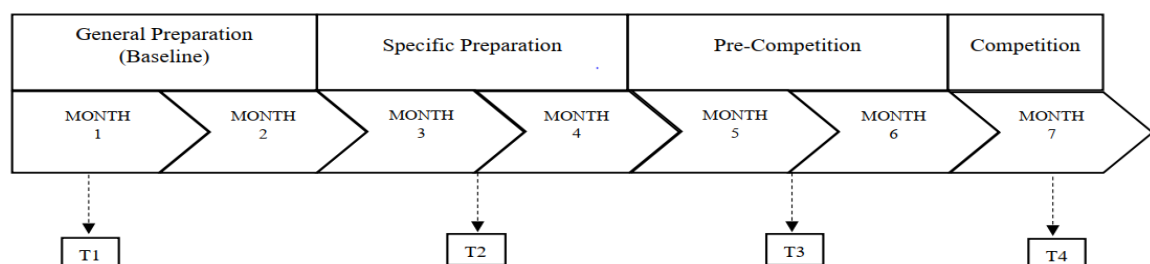 General Preparation
(Baseline)
Specific Preparation
Pre-Competition
Competition
MONTH
1
MONTH
2
MONTH
3
MONTH
4
MONTH
5
MONTH
6
MONTH
7
T1
T2
T3
T4